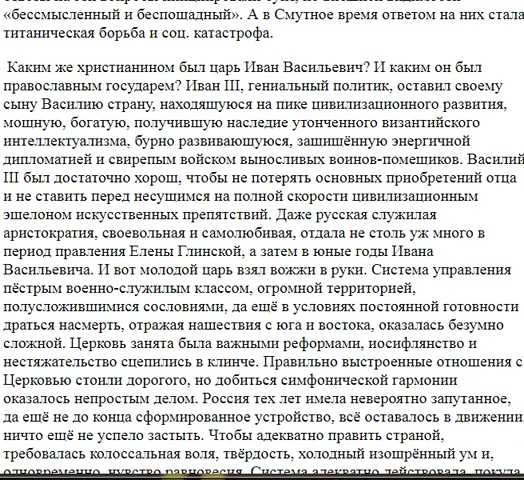 «бессмысленный и беспощадный». А в Смутное время ответом на них стала
титаническая борьба и соц. катастрофа.
Каким же христианином был царь Иван Васильевич? И каким он был
православным государем? Иван III, гениальный политик, оставил своему
сыну Василию страну, находящуюся на пике цивилизационного развития,
мощную, богатую, получившую наследие утонченного византийского
интеллектуализма, бурно развивающуюся, защищённую энергичной
дипломатией и свирепым войском выносливых воинов-помещиков. Василий
III был достаточно хорош, чтобы не потерять основных приобретений отца
и не ставить перед несущимся на полной скорости цивилизационным
эшелоном искусственных препятствий. Даже русская служилая
аристократия, своевольная и самолюбивая, отдала не столь уж много в
период правления Елены Глинской, а затем в юные годы Ивана
Васильевича. И вот молодой царь взял вожжи в руки. Система управления
пёстрым военно-служилым классом, огромной территорией,
полусложившимися сословиями, да ещё в условиях постоянной готовности
драться насмерть, отражая нашествия с юга и востока, оказалась безумно
сложной. Церковь занята была важными реформами, иосифлянство и
нестяжательство сцепились в клинче. Правильно выстроенные отношения с
Церковью стоили дорогого, но добиться симфонической гармонии
оказалось непростым делом. Россия тех лет имела невероятно запутанное,
да ещё не до конца сформированное устройство, всё оставалось в движении,
ничто ещё не успело застыть. Чтобы адекватно править страной,
требовалась колоссальная воля, твёрдость, холодный изощрённый ум и,
одновременно, чувство равновесия. Система адекватно действовала, покуда